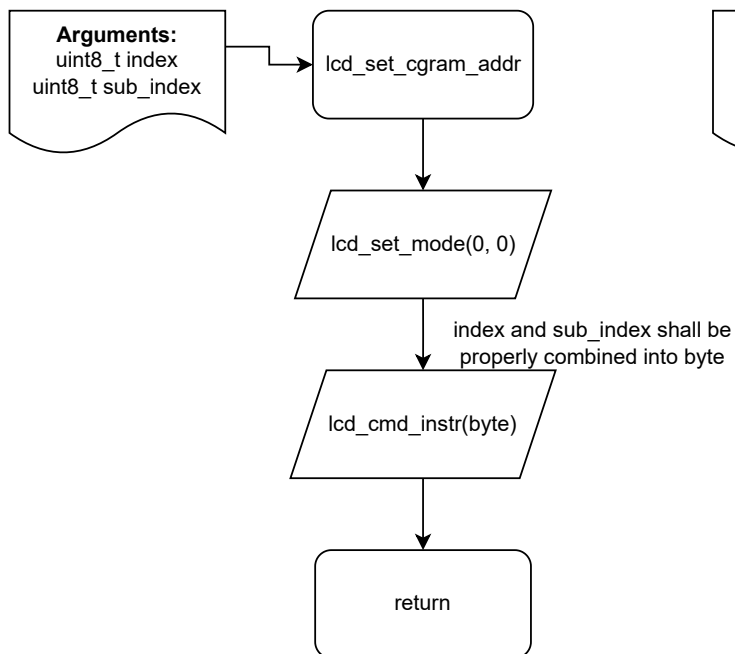 Arguments:
uint8_t index
uint8_t sub_index
lcd_set_cgram_addr
lcd_set_mode(0, 0)
index and sub_index shall be
properly combined into byte
lcd_cmd_instr(byte)
return